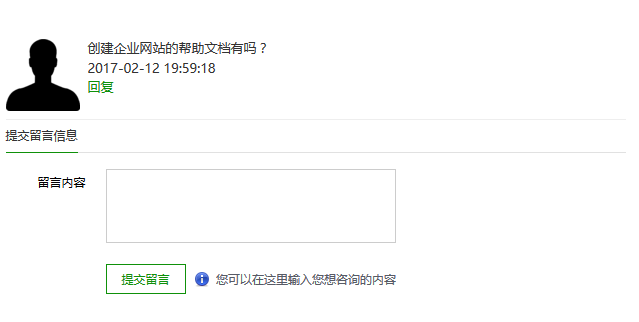 创建企业网站的帮助文档有吗？
2017-02-12 19:59:18
回复
提交留言信息
留言内容
提交留言
您可以在这里输入您想咨询的内容